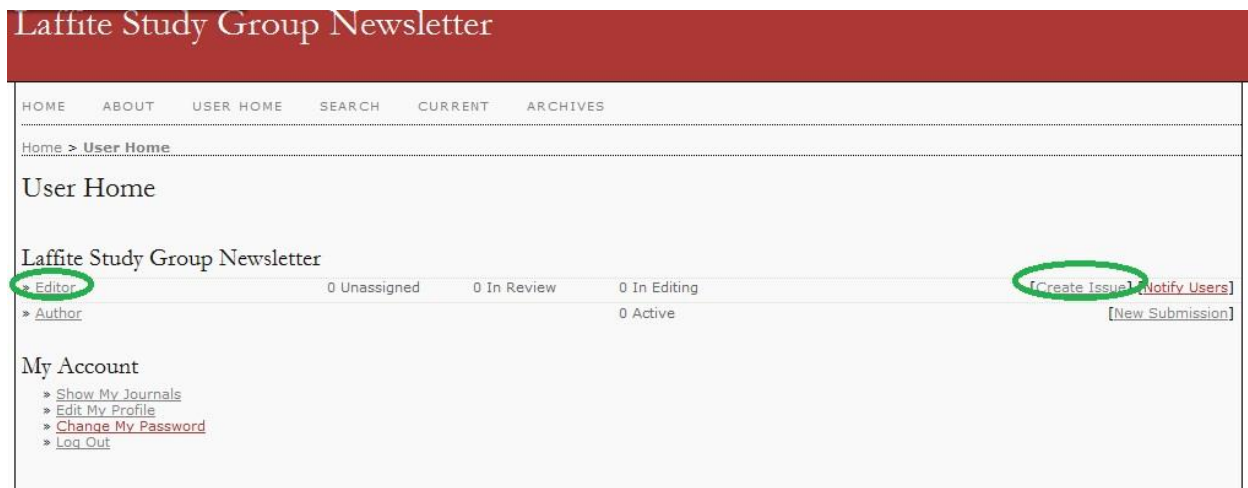 Laffite Study Group Newsletter
HOME ABOUT USER HOME SEARCH CURRENT ARCHIVES
Home > User Home
User Home
Laffite Study Group Newsletter
» Editor 0 Unassigned 0 In Review 0 In Editing [Create Issue] [Notify Users]
» Author 0 Active [New Submission]
My Account
» Show My Journals
» Edit My Profile
» Change My Password
» Log Out